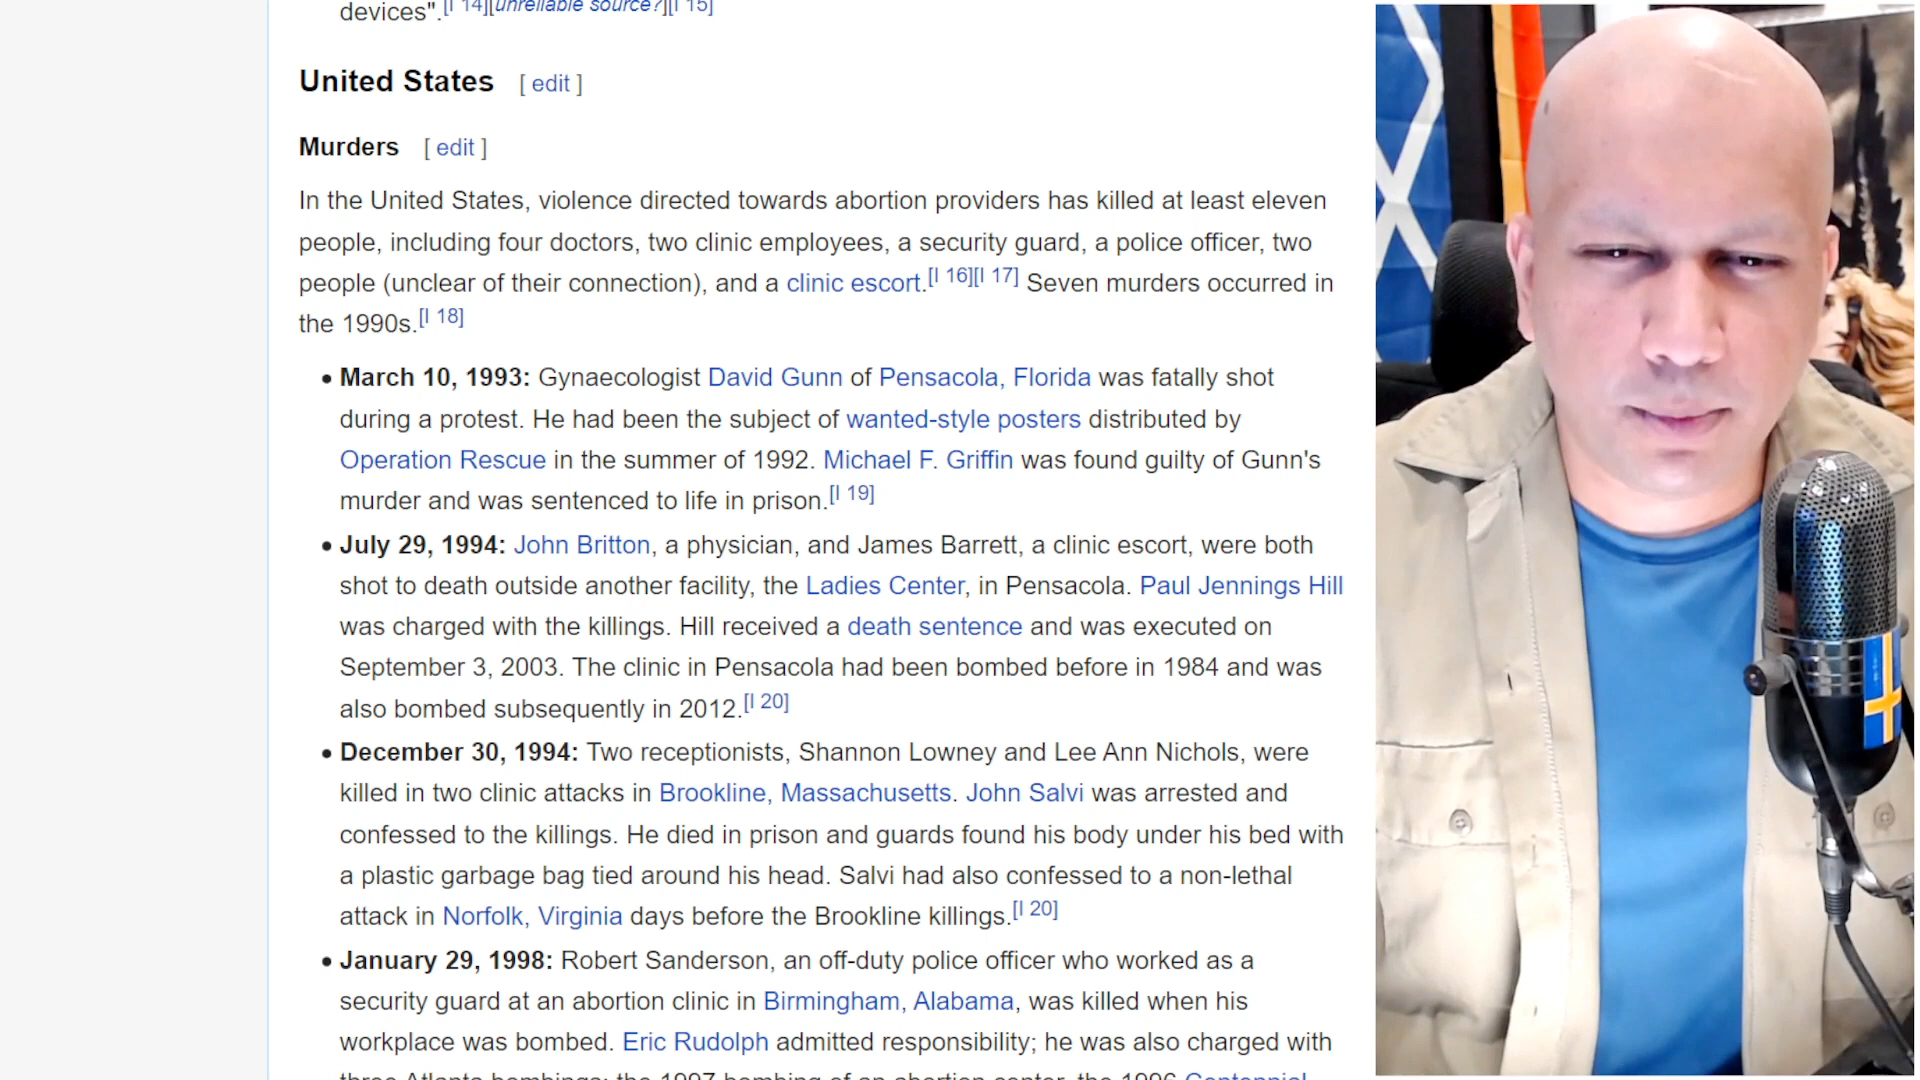 devices".[I 14][unreliable source?][I 15]
United States [ edit ]
Murders [ edit ]
In the United States, violence directed towards abortion providers has killed at least eleven
people, including four doctors, two clinic employees, a security guard, a police officer, two
people (unclear of their connection), and a clinic escort.[I 16][I 17] Seven murders occurred in
the 1990s.[I 18]
• March 10, 1993: Gynaecologist David Gunn of Pensacola, Florida was fatally shot
during a protest. He had been the subject of wanted-style posters distributed by
Operation Rescue in the summer of 1992. Michael F. Griffin was found guilty of Gunn's
murder and was sentenced to life in prison.[I 19]
• July 29, 1994: John Britton, a physician, and James Barrett, a clinic escort, were both
shot to death outside another facility, the Ladies Center, in Pensacola. Paul Jennings Hill
was charged with the killings. Hill received a death sentence and was executed on
September 3, 2003. The clinic in Pensacola had been bombed before in 1984 and was
also bombed subsequently in 2012.[I 20]
• December 30, 1994: Two receptionists, Shannon Lowney and Lee Ann Nichols, were
killed in two clinic attacks in Brookline, Massachusetts. John Salvi was arrested and
confessed to the killings. He died in prison and guards found his body under his bed with
a plastic garbage bag tied around his head. Salvi had also confessed to a non-lethal
attack in Norfolk, Virginia days before the Brookline killings.[I 20]
• January 29, 1998: Robert Sanderson, an off-duty police officer who worked as a
security guard at an abortion clinic in Birmingham, Alabama, was killed when his
workplace was bombed. Eric Rudolph admitted responsibility; he was also charged with
three Atlanta bombings: the 1997 bombing of an abortion center, the 1996 Centennial